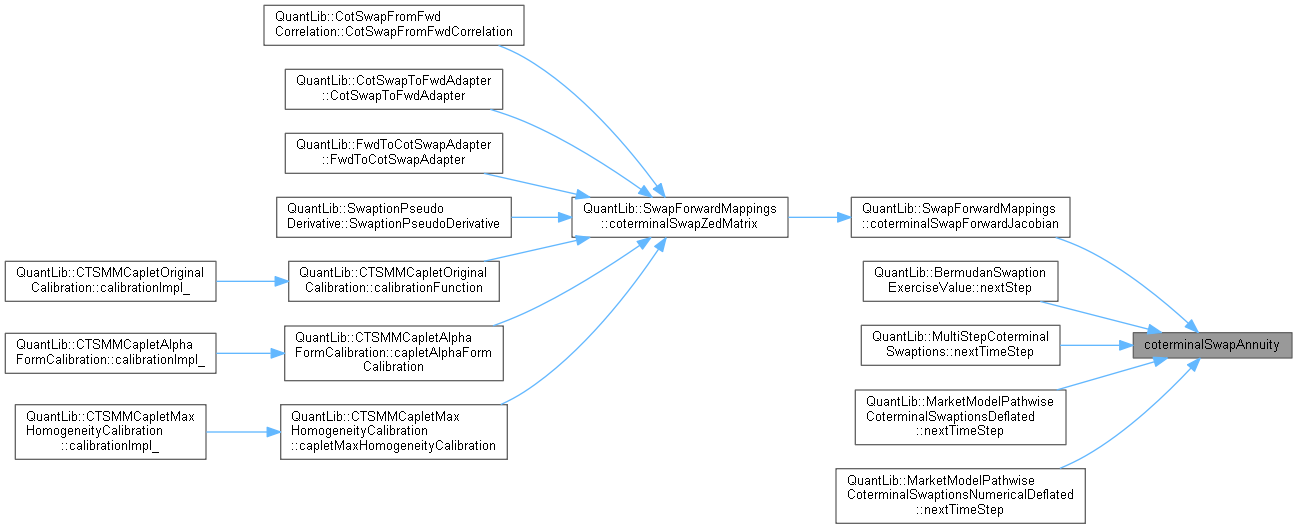 QuantLib::CotSwapFromFwd
Correlation::CotSwapFromFwdCorrelation
QuantLib::CotSwapToFwdAdapter
::CotSwapToFwdAdapter
QuantLib::FwdToCotSwapAdapter
::FwdToCotSwapAdapter
QuantLib::SwaptionPseudo
Derivative::SwaptionPseudoDerivative
QuantLib::SwapForwardMappings
::coterminalSwapZedMatrix
QuantLib::SwapForwardMappings
::coterminalSwapForwardJacobian
QuantLib::CTSMMCapletOriginal
Calibration::calibrationImpl_
QuantLib::CTSMMCapletOriginal
Calibration::calibrationFunction
QuantLib::BermudanSwaption
ExerciseValue::nextStep
QuantLib::CTSMMCapletAlpha
FormCalibration::calibrationImpl_
QuantLib::CTSMMCapletAlpha
FormCalibration::capletAlphaForm
Calibration
QuantLib::MultiStepCoterminal
Swaptions::nextTimeStep
coterminalSwapAnnuity
QuantLib::CTSMMCapletMax
HomogeneityCalibration
::calibrationImpl_
QuantLib::CTSMMCapletMax
HomogeneityCalibration
::capletMaxHomogeneityCalibration
QuantLib::MarketModelPathwise
CoterminalSwaptionsDeflated
::nextTimeStep
QuantLib::MarketModelPathwise
CoterminalSwaptionsNumericalDeflated
::nextTimeStep